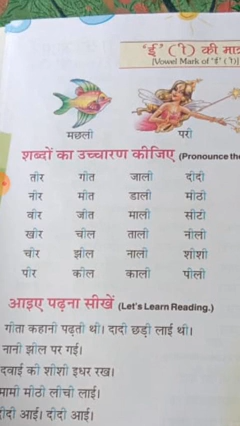 'ई' (ी) की
[Vowel Mark of 'ई' (ी)]
मछली परी
शब्दों का उच्चारण कीजिए (Pronounce
तीर गीत जाली दीदी
नीर मीत डाली मीठी
वीर जीत माली सीटी
खीर चील ताली नीली
चीर झील नाली शीशी
पीर कील काली पीली
आइए पढ़ना सीखें (Let's Learn Reading.)
गीता कहानी पढ़ती थी। दादी छड़ी लाई थी।
नानी झील पर गई।
दवाई की शीशी इधर रख।
मामी मीठी लीची लाई।
दीदी आई। दीदी आई।